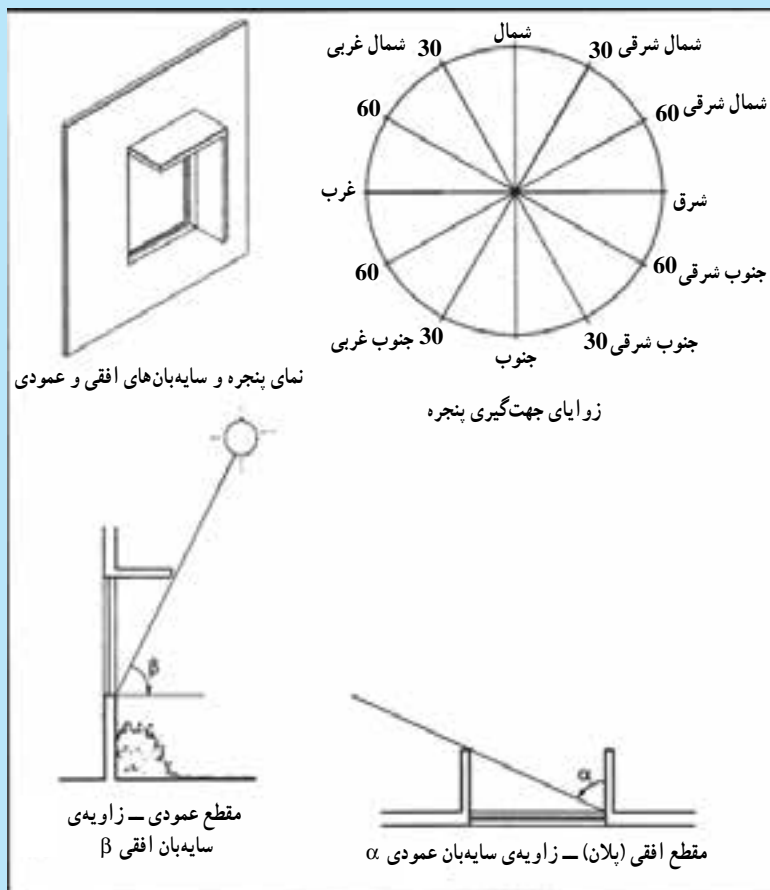 شمال
شمال غربی 30
30 شمال شرقی
60
60 شمال شرقی
غرب
شرق
60
60 جنوب شرقی
جنوب غربی 30
30 جنوب شرقی
جنوب
نمای پنجره و سایه‌بان‌های افقی و عمودی
زوایای جهت‌گیری پنجره
β
α
مقطع عمودی – زاویه‌ی
سایه‌بان افقی β
مقطع افقی (پلان) – زاویه‌ی سایه‌بان عمودی α